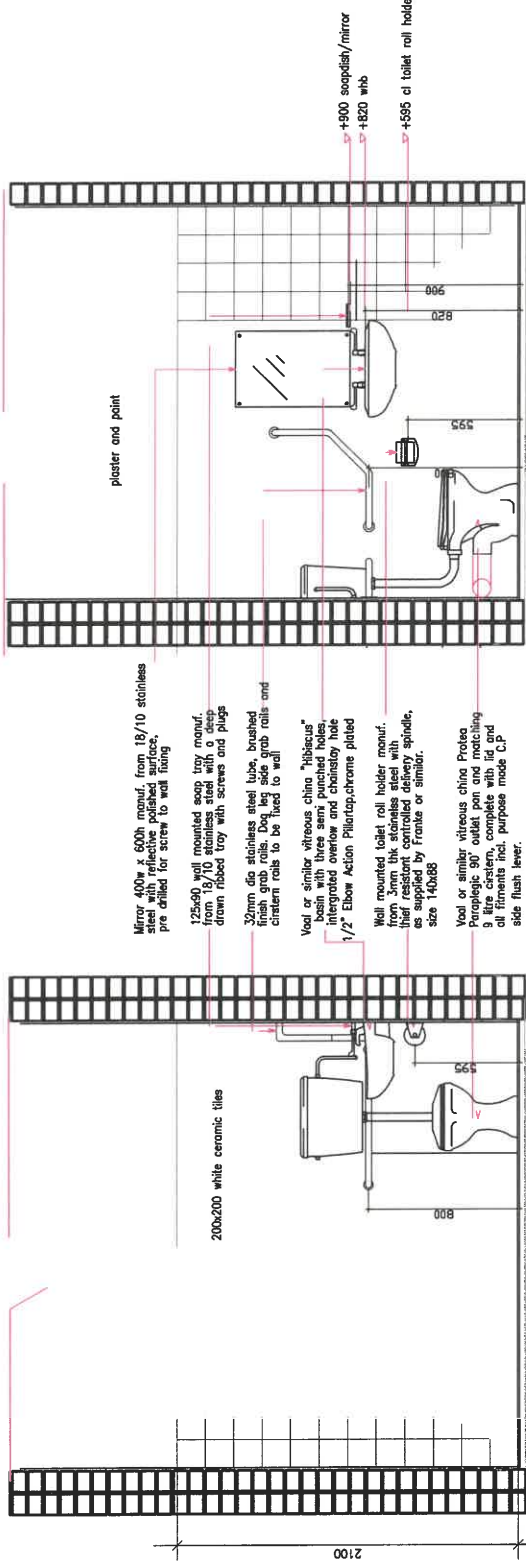 Mirror 400w x 600h manuf. from 18/10 stainless
steel with reflective polished surface,
pre drilled for screw to wall fixing
125x90 wall mounted soap tray manuf.
from 18/10 stainless steel with a deep
drawn ribbed tray with screws and plugs
32mm dia stainless steel tube, brushed
finish grab rails. Dog leg side grab rails and
cirstern rails to be fixed to wall
Vaal or similar vitreous china "Hibiscus"
basin with three semi punched holes,
intergrated overlow and chainstay hole
1/2" Elbow Action Pillartap,chrome plated
Wall mounted toilet roll holder manuf.
from 3mm thk stainless steel with
thief resistant controlled delivery spindle,
as supplied by Franke or similar.
size 140x88
Vaal or similar vitreous china Protea
Paraplegic 90' outlet pan and matching
9 litre cirstern, complete with lid and
all fitments incl. purpose made C.P
side flush lever.
200x200 white ceramic tiles
2100
800
595
plaster and paint
595
820
900
+900 soapdish/mirror
+820 whb
+595 cl toilet roll holder